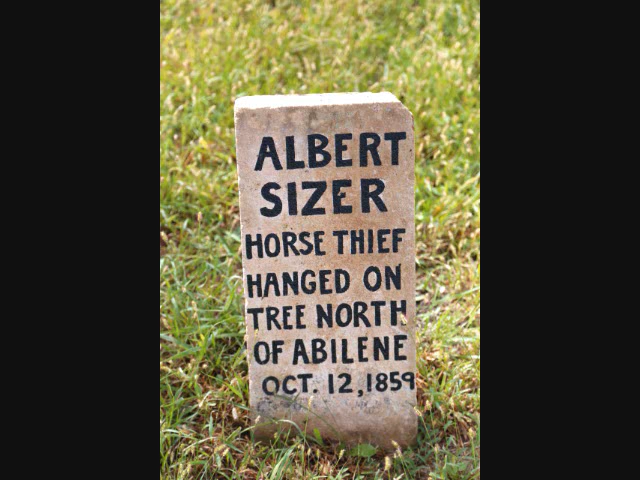 ALBERT
SIZER
HORSE THIEF
HANGED ON
TREE NORTH
OF ABILENE
OCT. 12, 1859